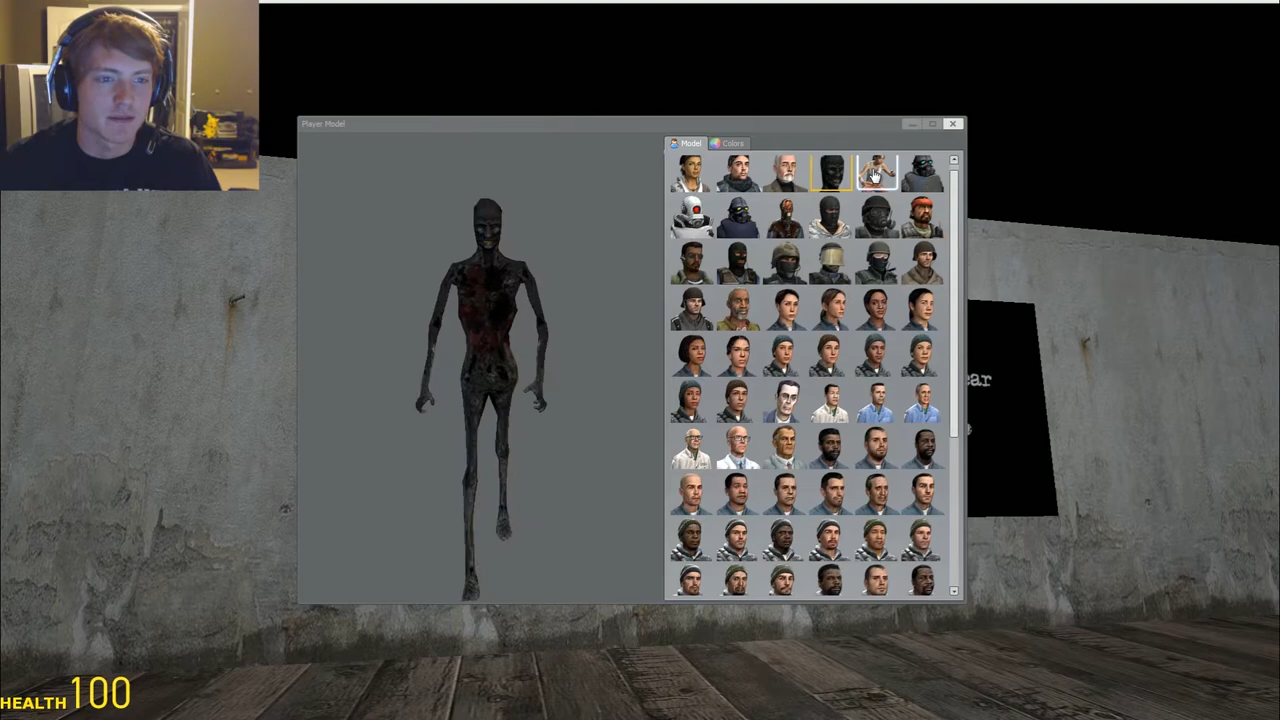 Player Model
Model
Colors
ear
HEALTH 100